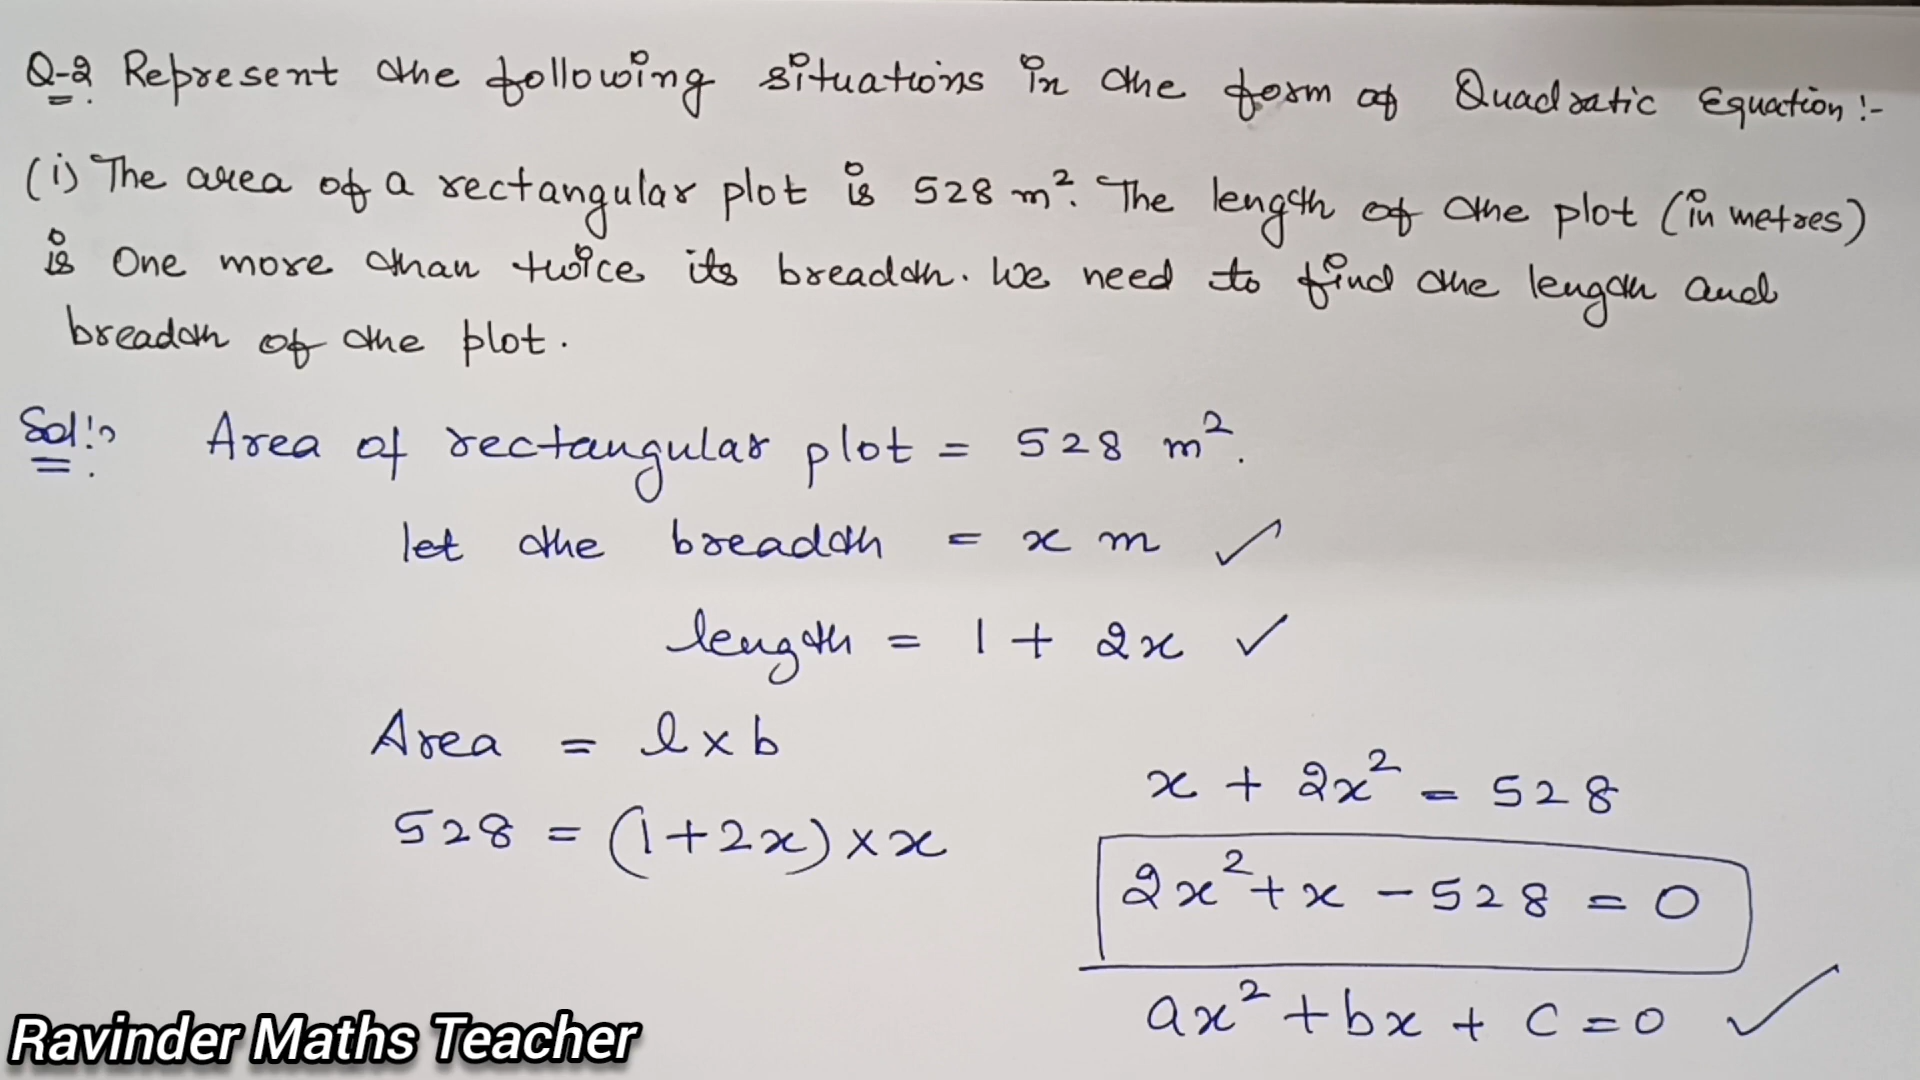 Q-2. Represent the following situations in the form of Quadratic Equation :-
(i) The area of a rectangular plot is 528 m². The length of the plot (in metres)
is One more than twice its breadth. We need to find the length and
breadth of the plot.
Sol:
Area of rectangular plot = 528 m².
let the breadth = x m ✓
length = 1 + 2x ✓
Area = l × b
528 = (1+2x) × x
x + 2x² = 528
2x² + x - 528 = 0
ax² + bx + c = 0 ✓
Ravinder Maths Teacher